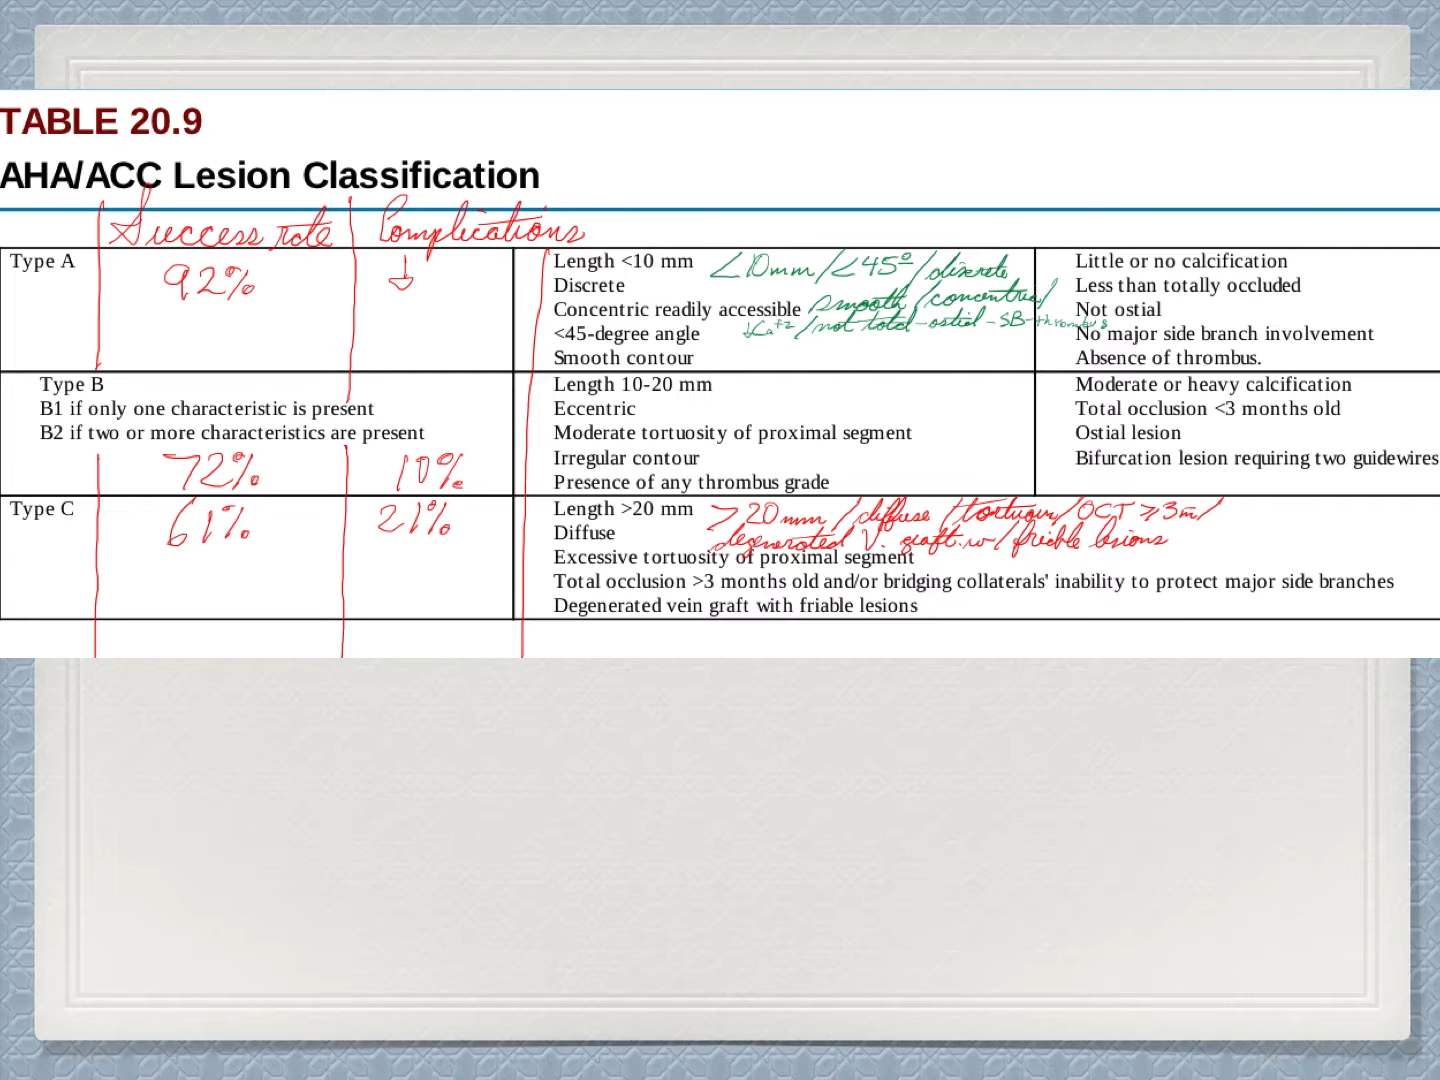 TABLE 20.9
AHA/ACC Lesion Classification
Success rate Complications
Type A
92% ↓
Length <10 mm <10mm/<45º/discrete
Discrete
Concentric readily accessible smooth/concentric/
<45-degree angle ↓Ca+2/not total-ostial-SB-thrombus
Smooth contour
Little or no calcification
Less than totally occluded
Not ostial
No major side branch involvement
Absence of thrombus.
Type B
B1 if only one characteristic is present
B2 if two or more characteristics are present
72% 10%
Length 10-20 mm
Eccentric
Moderate tortuosity of proximal segment
Irregular contour
Presence of any thrombus grade
Moderate or heavy calcification
Total occlusion <3 months old
Ostial lesion
Bifurcation lesion requiring two guidewires
Type C
61% 21%
Length >20 mm >20mm/diffuse/tortuous/OCT ≥3m/
Diffuse degenerated V. graft w/friable lesions
Excessive tortuosity of proximal segment
Total occlusion >3 months old and/or bridging collaterals' inability to protect major side branches
Degenerated vein graft with friable lesions